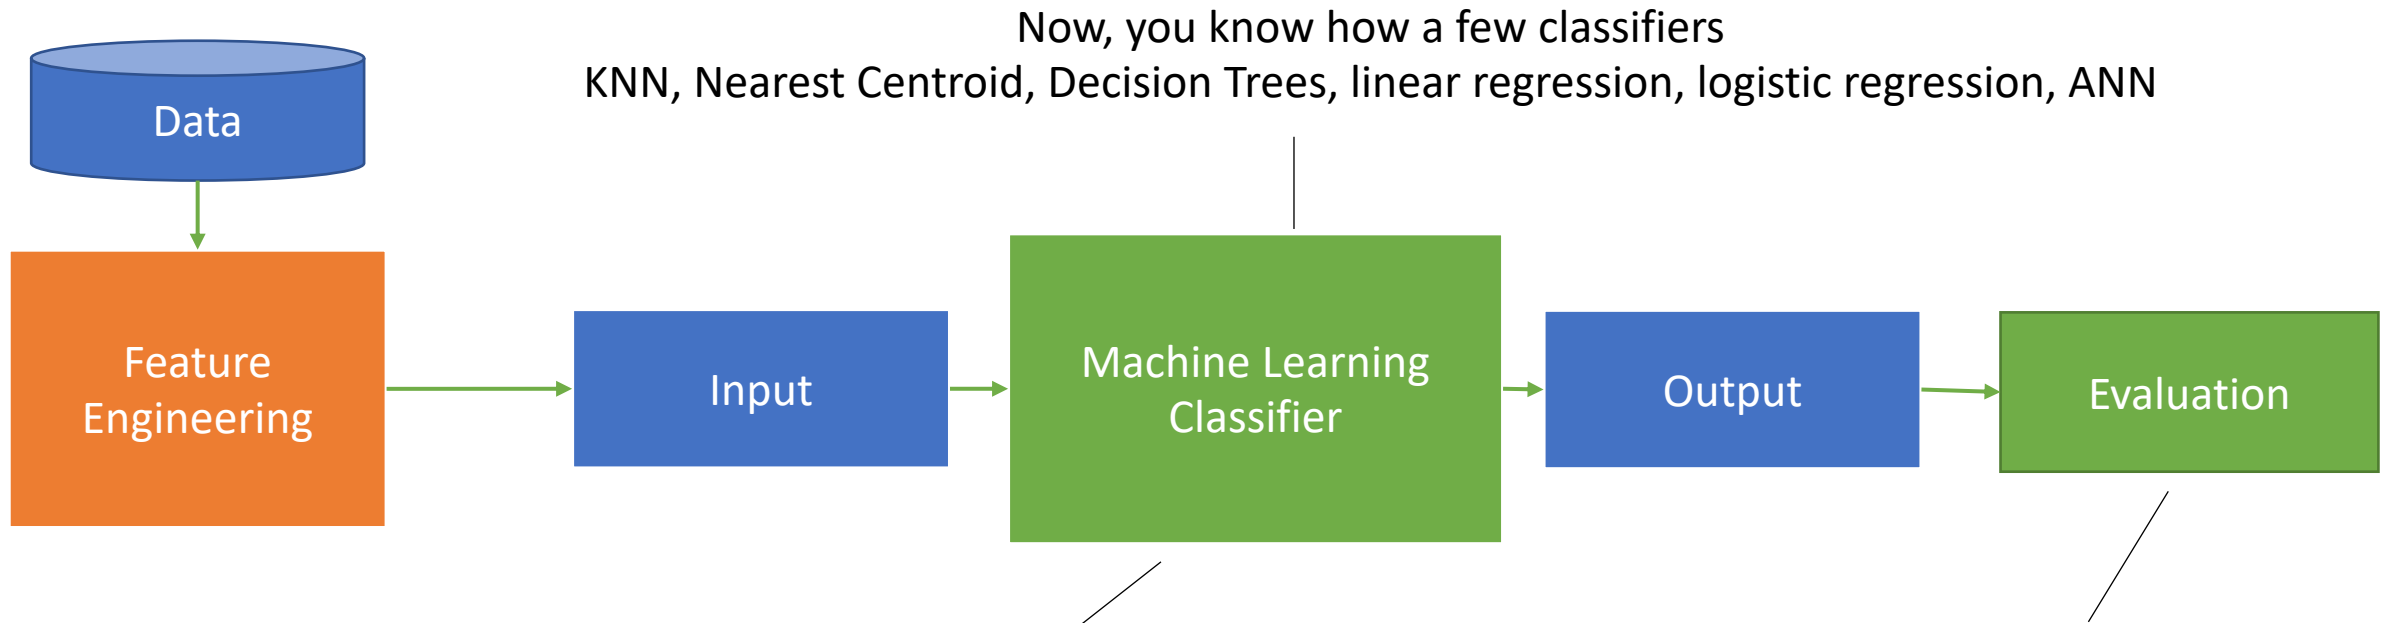 Now, you know how a few classifiers
KNN, Nearest Centroid, Decision Trees, linear regression, logistic regression, ANN
Data
Feature
Engineering
Input
Machine Learning
Classifier
Output
Evaluation